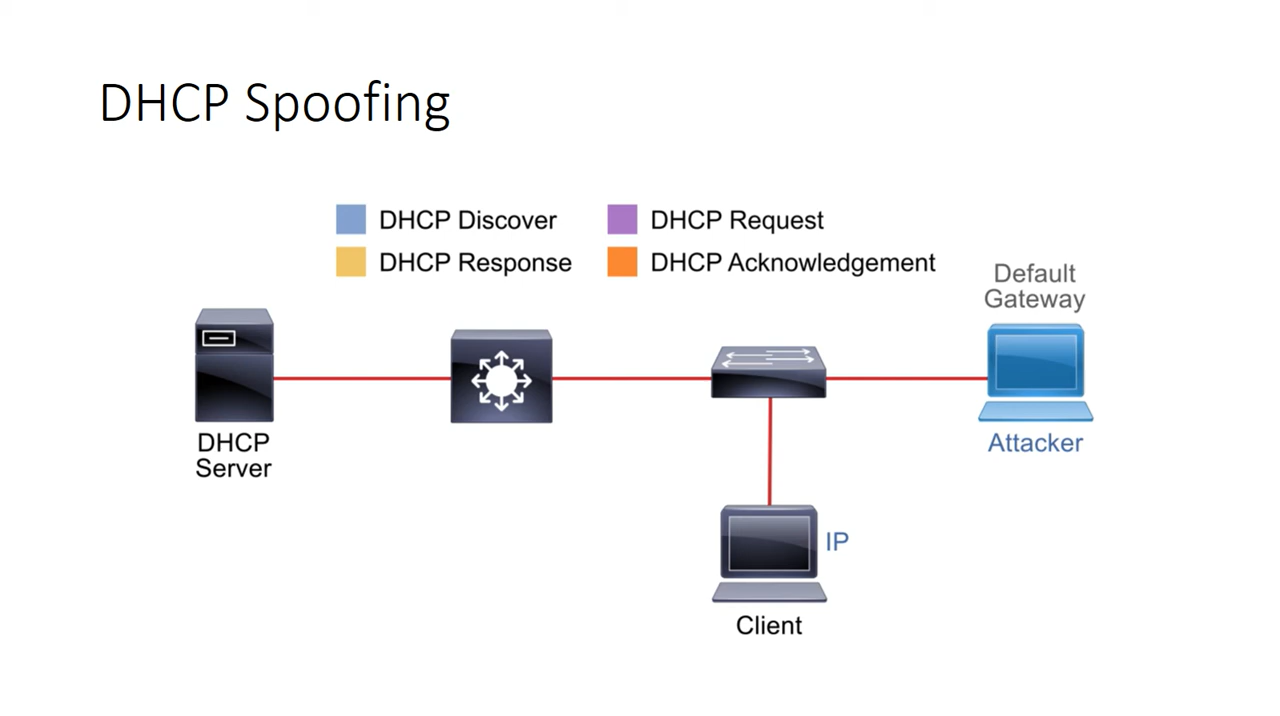 DHCP Spoofing
DHCP Discover
DHCP Request
DHCP Response
DHCP Acknowledgement
Default
Gateway
DHCP
Server
Attacker
IP
Client